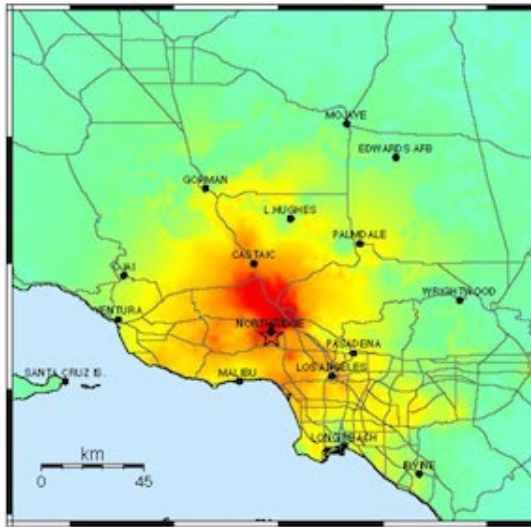 MOJAVE
EDWARDS AFB
GORMAN
L.HUGHES
PALMDALE
CASTAIC
OJAI
WRIGHTWOOD
VENTURA
NORTHRIDGE
PASADENA
SANTA CRUZ IS.
MALIBU
LOS ANGELES
LONG BEACH
IRVINE
km
0 45